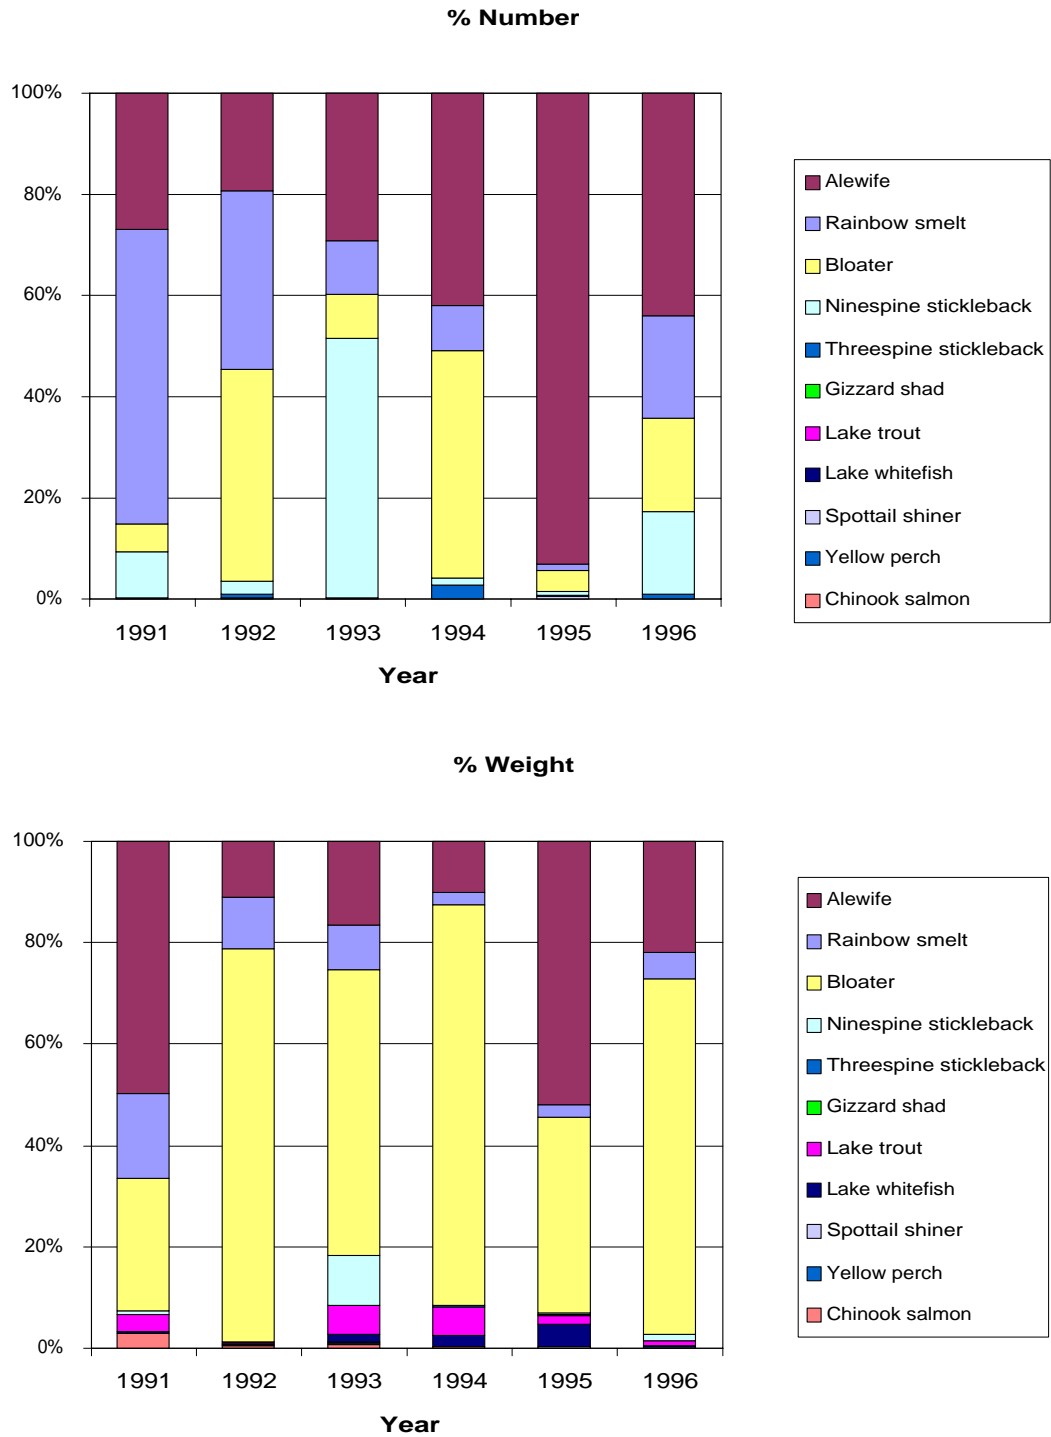 % Number
100%
80%
60%
40%
20%
0%
1991 1992 1993 1994 1995 1996
Year
Alewife
Rainbow smelt
Bloater
Ninespine stickleback
Threespine stickleback
Gizzard shad
Lake trout
Lake whitefish
Spottail shiner
Yellow perch
Chinook salmon
% Weight
100%
80%
60%
40%
20%
0%
1991 1992 1993 1994 1995 1996
Year
Alewife
Rainbow smelt
Bloater
Ninespine stickleback
Threespine stickleback
Gizzard shad
Lake trout
Lake whitefish
Spottail shiner
Yellow perch
Chinook salmon